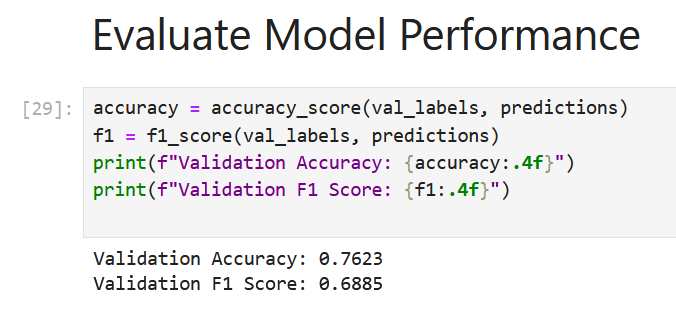 Evaluate Model Performance
[29]:
accuracy = accuracy_score(val_labels, predictions)
f1 = f1_score(val_labels, predictions)
print(f"Validation Accuracy: {accuracy:.4f}")
print(f"Validation F1 Score: {f1:.4f}")
Validation Accuracy: 0.7623
Validation F1 Score: 0.6885